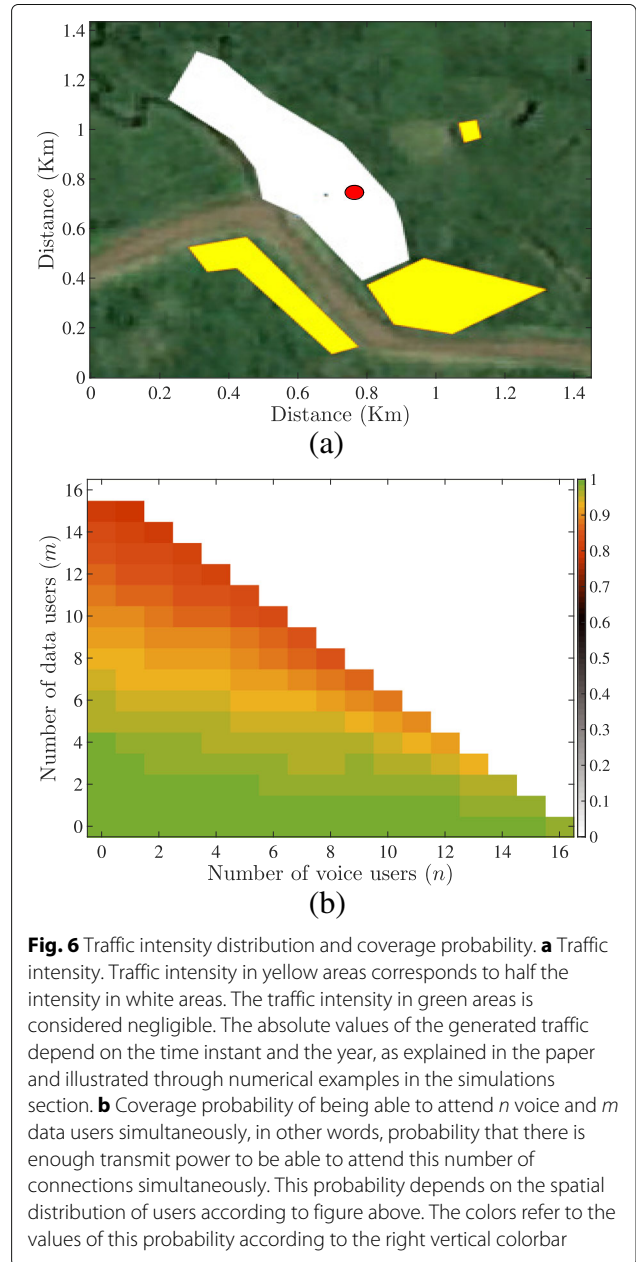 1.4
1.2
1
0.8
0.6
0.4
0.2
0
Distance (Km)
0 0.2 0.4 0.6 0.8 1 1.2 1.4
Distance (Km)
(a)
16
14
12
10
8
6
4
2
0
Number of data users (m)
1
0.9
0.8
0.7
0.6
0.5
0.4
0.3
0.2
0.1
0
0 2 4 6 8 10 12 14 16
Number of voice users (n)
(b)
Fig. 6 Traffic intensity distribution and coverage probability. a Traffic
intensity. Traffic intensity in yellow areas corresponds to half the
intensity in white areas. The traffic intensity in green areas is
considered negligible. The absolute values of the generated traffic
depend on the time instant and the year, as explained in the paper
and illustrated through numerical examples in the simulations
section. b Coverage probability of being able to attend n voice and m
data users simultaneously, in other words, probability that there is
enough transmit power to be able to attend this number of
connections simultaneously. This probability depends on the spatial
distribution of users according to figure above. The colors refer to the
values of this probability according to the right vertical colorbar